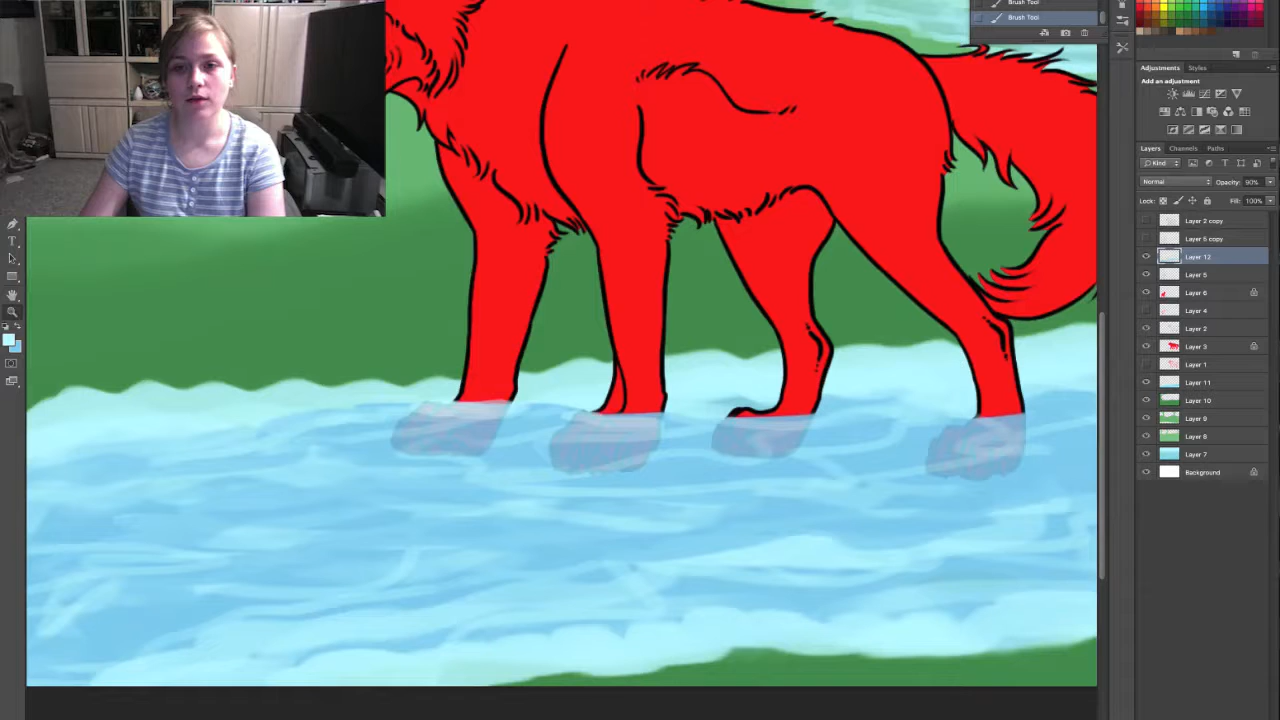 Brush Tool
Brush Tool
Adjustments Styles
Add an adjustment
Layers Channels Paths
Kind
Normal Opacity: 90%
Lock: Fill: 100%
Layer 2 copy
Layer 5 copy
Layer 12
Layer 5
Layer 6
Layer 4
Layer 2
Layer 3
Layer 1
Layer 11
Layer 10
Layer 9
Layer 8
Layer 7
Background